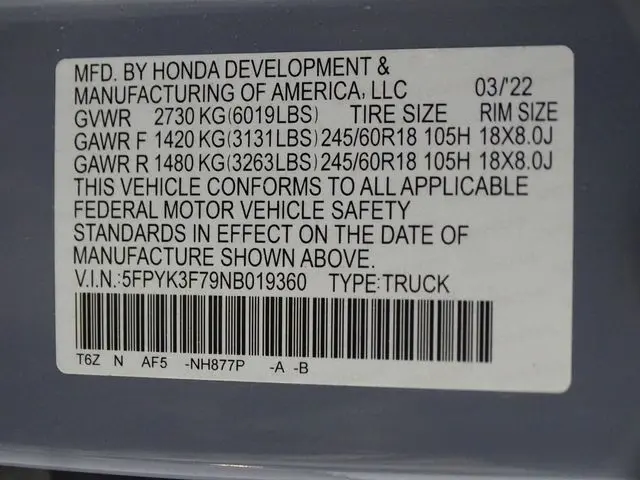 MFD. BY HONDA DEVELOPMENT &
MANUFACTURING OF AMERICA, LLC 03/'22
GVWR 2730 KG(6019LBS) TIRE SIZE RIM SIZE
GAWR F 1420 KG(3131LBS) 245/60R18 105H 18X8.0J
GAWR R 1480 KG(3263LBS) 245/60R18 105H 18X8.0J
THIS VEHICLE CONFORMS TO ALL APPLICABLE
FEDERAL MOTOR VEHICLE SAFETY
STANDARDS IN EFFECT ON THE DATE OF
MANUFACTURE SHOWN ABOVE.
V.I.N.:5FPYK3F79NB019360 TYPE:TRUCK
T6Z N AF5 -NH877P -A -B